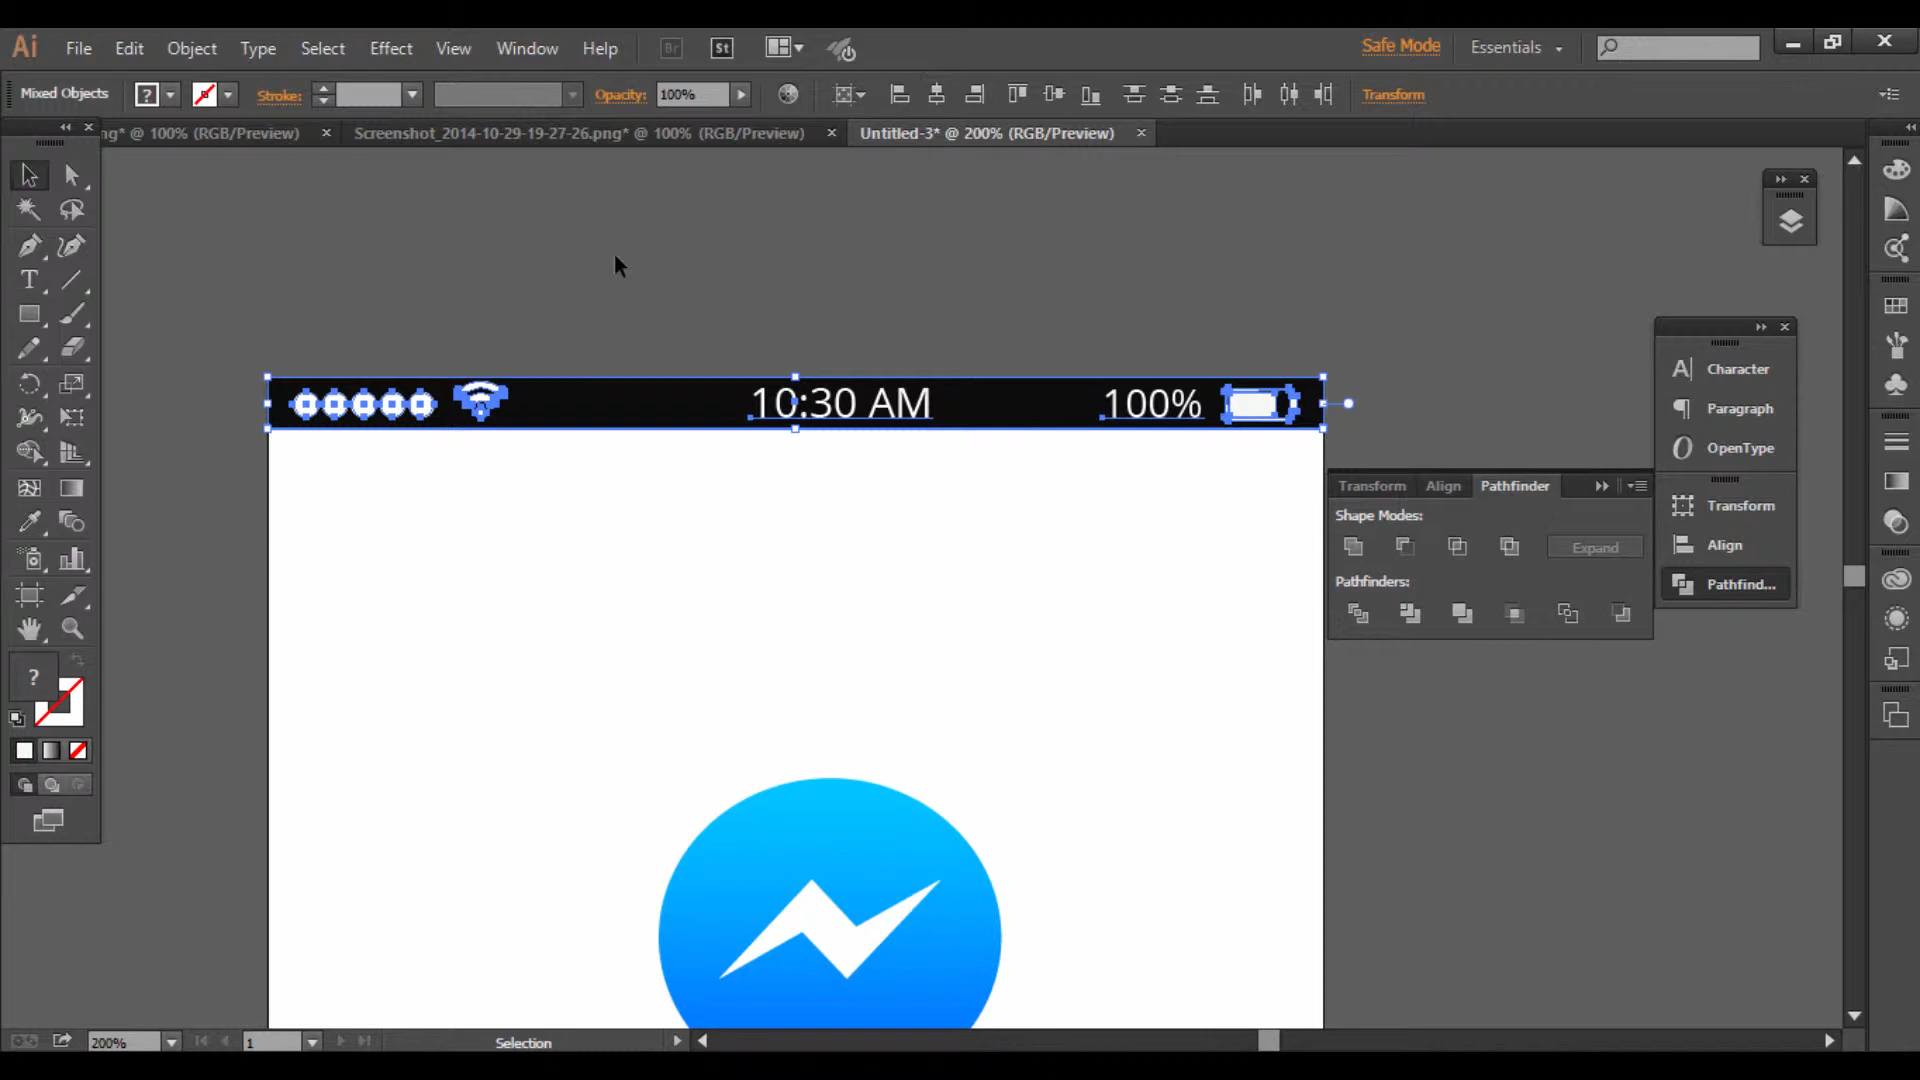 Ai File Edit Object Type Select Effect View Window Help Br St Safe Mode Essentials
Mixed Objects ? Stroke: Opacity: 100% Transform
ng* @ 100% (RGB/Preview) Screenshot_2014-10-29-19-27-26.png* @ 100% (RGB/Preview) Untitled-3* @ 200% (RGB/Preview)
10:30 AM 100%
Character
Paragraph
OpenType
Transform
Align
Pathfind...
Transform Align Pathfinder
Shape Modes:
Expand
Pathfinders:
?
200% 1 Selection